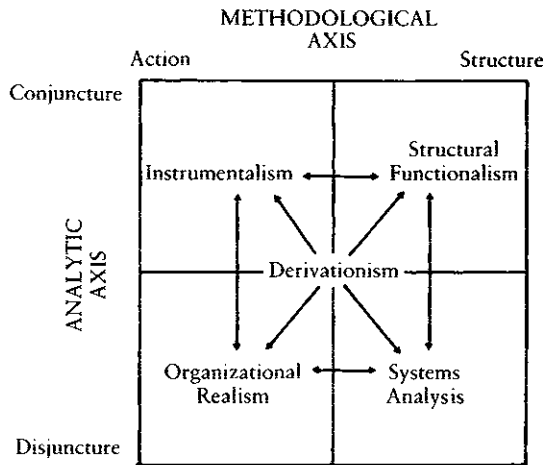 METHODOLOGICAL
AXIS
Action
Structure
Conjuncture
Instrumentalism
Structural
Functionalism
ANALYTIC
AXIS
Derivationism
Organizational
Realism
Systems
Analysis
Disjuncture